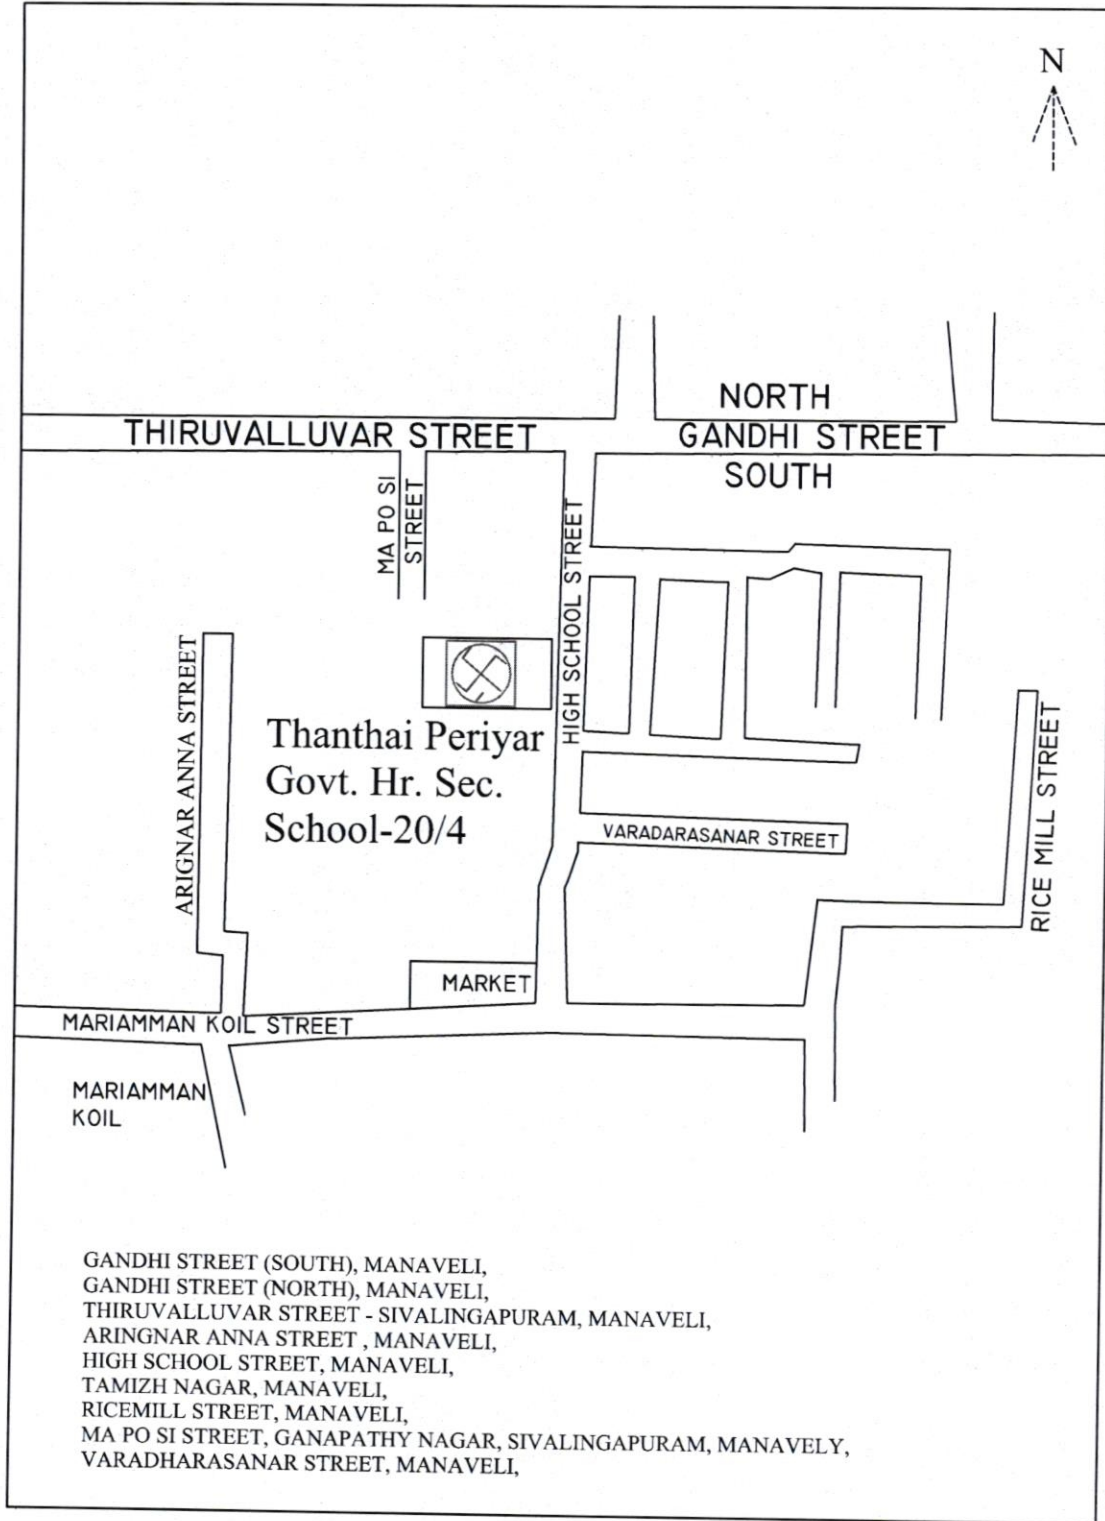 N
NORTH
THIRUVALLUVAR STREET
GANDHI STREET
SOUTH
MA PO SI
STREET
HIGH SCHOOL STREET
ARIGNAR ANNA STREET
Thanthai Periyar
Govt. Hr. Sec.
School-20/4
VARADARASANAR STREET
RICE MILL STREET
MARKET
MARIAMMAN KOIL STREET
MARIAMMAN
KOIL
GANDHI STREET (SOUTH), MANAVELI,
GANDHI STREET (NORTH), MANAVELI,
THIRUVALLUVAR STREET - SIVALINGAPURAM, MANAVELI,
ARINGNAR ANNA STREET , MANAVELI,
HIGH SCHOOL STREET, MANAVELI,
TAMIZH NAGAR, MANAVELI,
RICEMILL STREET, MANAVELI,
MA PO SI STREET, GANAPATHY NAGAR, SIVALINGAPURAM, MANAVELY,
VARADHARASANAR STREET, MANAVELI,